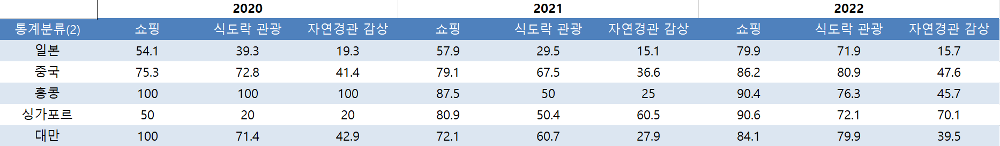 2020 2021 2022
통계분류(2) 쇼핑 식도락 관광 자연경관 감상 쇼핑 식도락 관광 자연경관 감상 쇼핑 식도락 관광 자연경관 감상
일본 54.1 39.3 19.3 57.9 29.5 15.1 79.9 71.9 15.7
중국 75.3 72.8 41.4 79.1 67.5 36.6 86.2 80.9 47.6
홍콩 100 100 100 87.5 50 25 90.4 76.3 45.7
싱가포르 50 20 20 80.9 50.4 60.5 90.6 72.1 70.1
대만 100 71.4 42.9 72.1 60.7 27.9 84.1 79.9 39.5